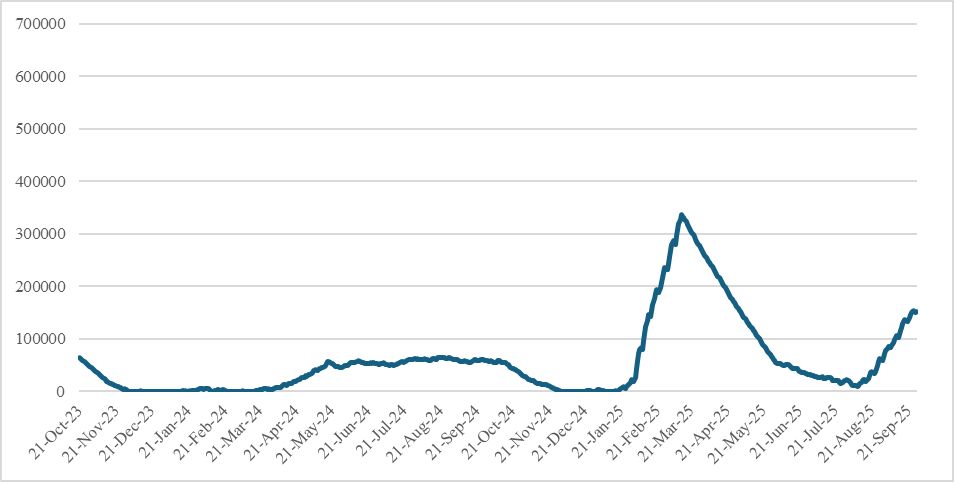 700000
600000
500000
400000
300000
200000
100000
0
21-Oct-23
21-Nov-23
21-Dec-23
21-Jan-24
21-Feb-24
21-Mar-24
21-Apr-24
21-May-24
21-Jun-24
21-Jul-24
21-Aug-24
21-Sep-24
21-Oct-24
21-Nov-24
21-Dec-24
21-Jan-25
21-Feb-25
21-Mar-25
21-Apr-25
21-May-25
21-Jun-25
21-Jul-25
21-Aug-25
21-Sep-25